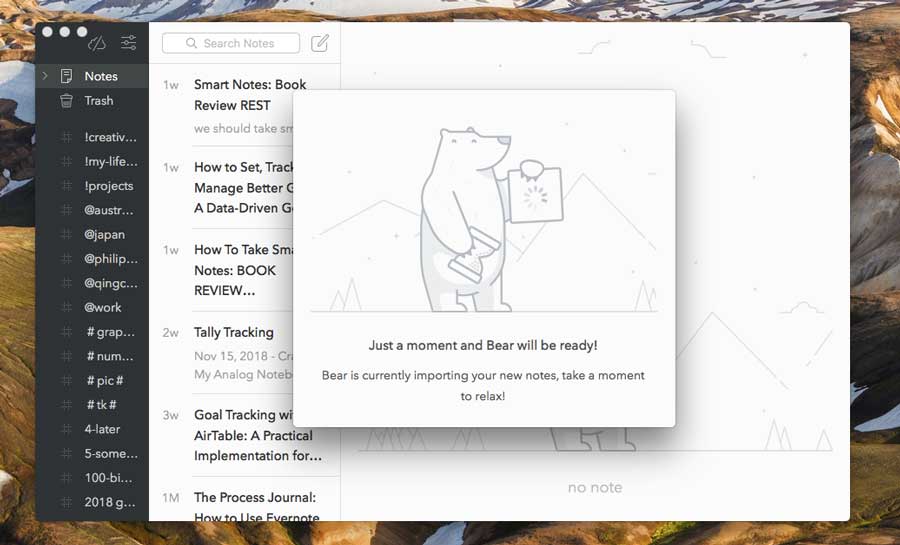 Search Notes
Notes
Trash
!creativ...
!my-life...
!projects
@austr...
@japan
@philip...
@qingc...
@work
#grap...
#num...
#pic#
#tk#
4-later
5-some...
100-bi...
2018 g...
1w
Smart Notes: Book
Review REST
we should take sm
1w
How to Set, Track
Manage Better G
A Data-Driven G
1w
How To Take Sma
Notes: BOOK
REVIEW...
2w
Tally Tracking
Nov 15, 2018 - Cra
My Analog Noteb
3w
Goal Tracking wit
AirTable: A Practical
Implementation for...
1M
The Process Journal:
How to Use Evernote
Just a moment and Bear will be ready!
Bear is currently importing your new notes, take a moment
to relax!
no note